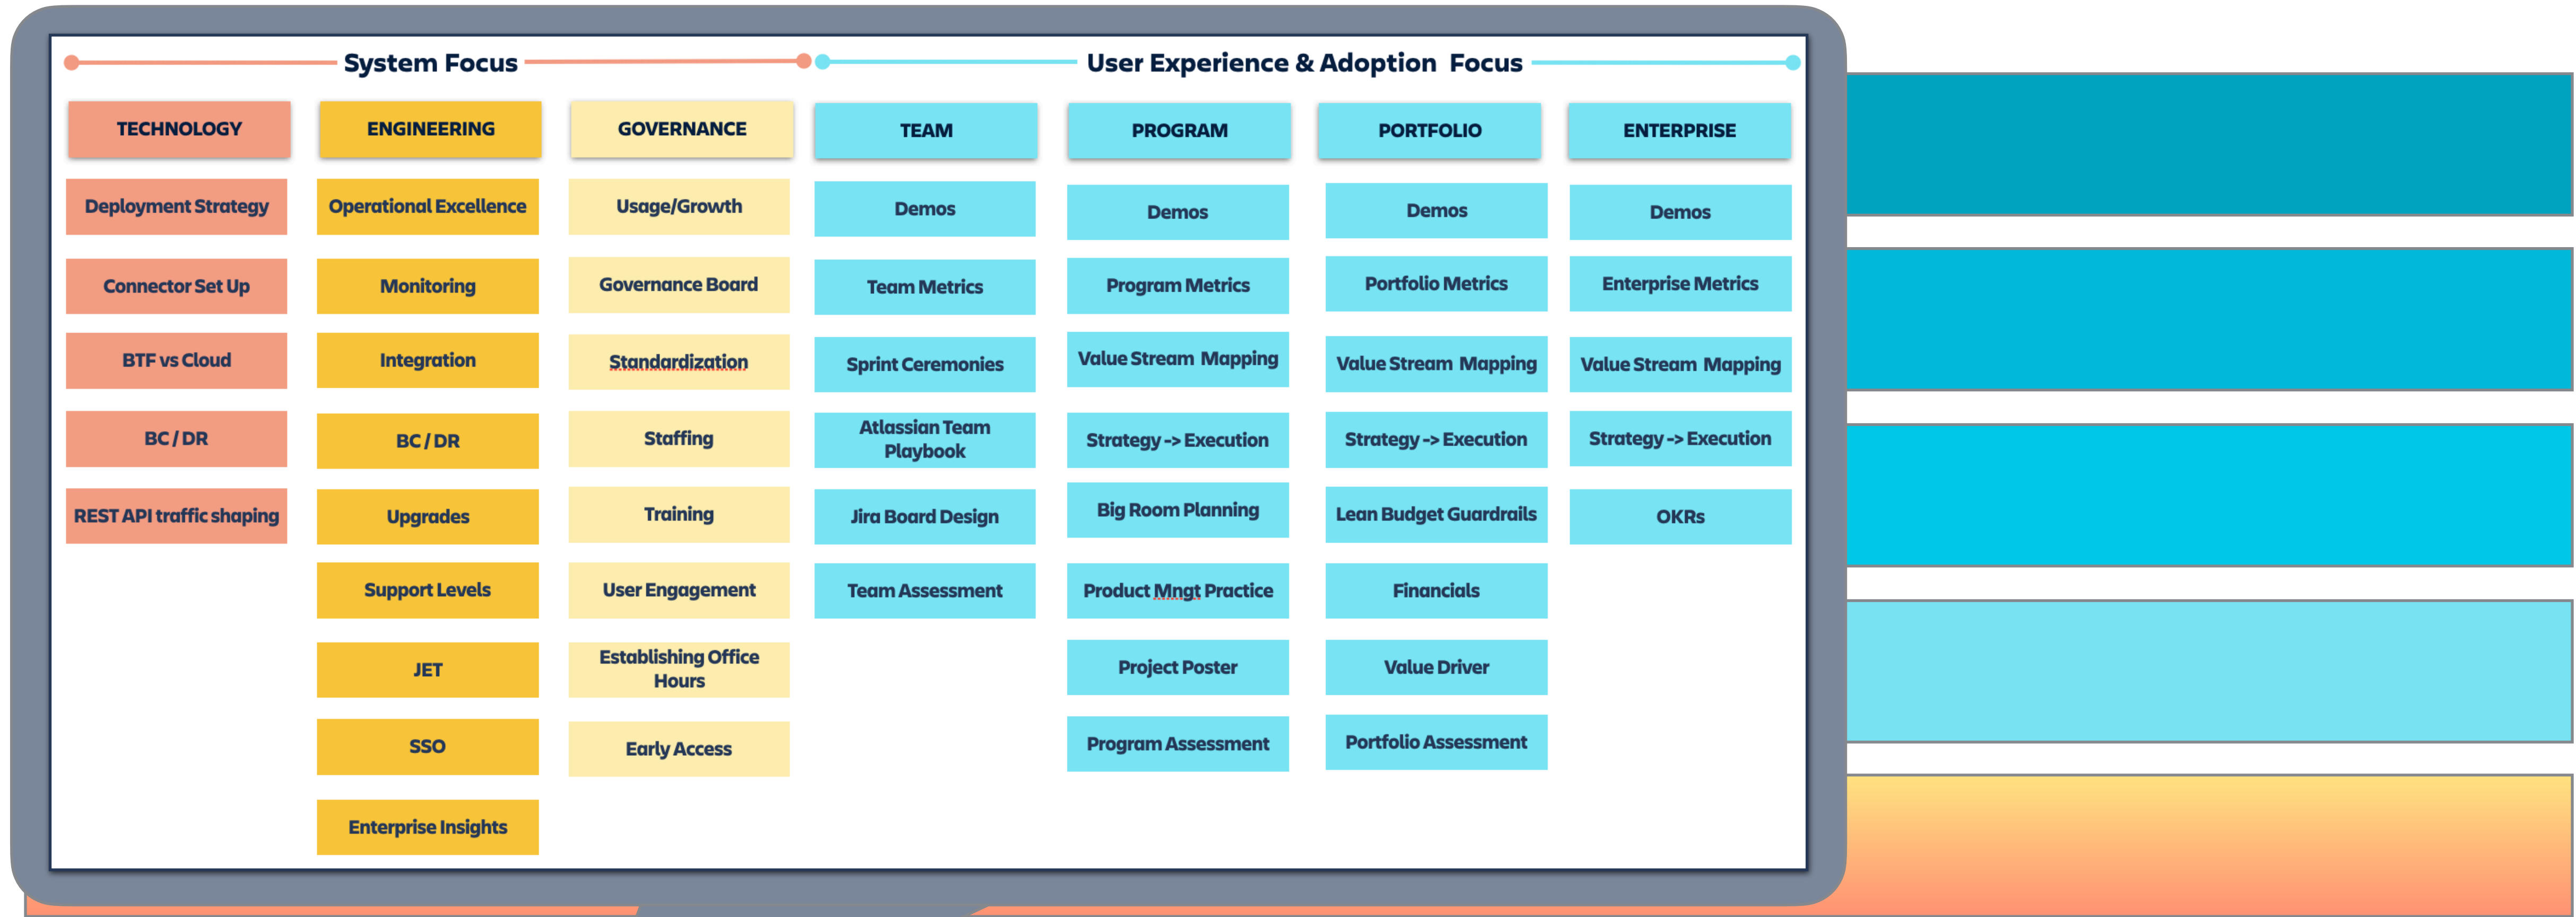 System Focus
User Experience & Adoption Focus
TECHNOLOGY
Deployment Strategy
Connector Set Up
BTF vs Cloud
BC / DR
REST API traffic shaping
ENGINEERING
Operational Excellence
Monitoring
Integration
BC / DR
Upgrades
Support Levels
JET
SSO
Enterprise Insights
GOVERNANCE
Usage/Growth
Governance Board
Standardization
Staffing
Training
User Engagement
Establishing Office
Hours
Early Access
TEAM
Demos
Team Metrics
Sprint Ceremonies
Atlassian Team
Playbook
Jira Board Design
Team Assessment
PROGRAM
Demos
Program Metrics
Value Stream Mapping
Strategy -> Execution
Big Room Planning
Product Mngt Practice
Project Poster
Program Assessment
PORTFOLIO
Demos
Portfolio Metrics
Value Stream Mapping
Strategy -> Execution
Lean Budget Guardrails
Financials
Value Driver
Portfolio Assessment
ENTERPRISE
Demos
Enterprise Metrics
Value Stream Mapping
Strategy -> Execution
OKRs